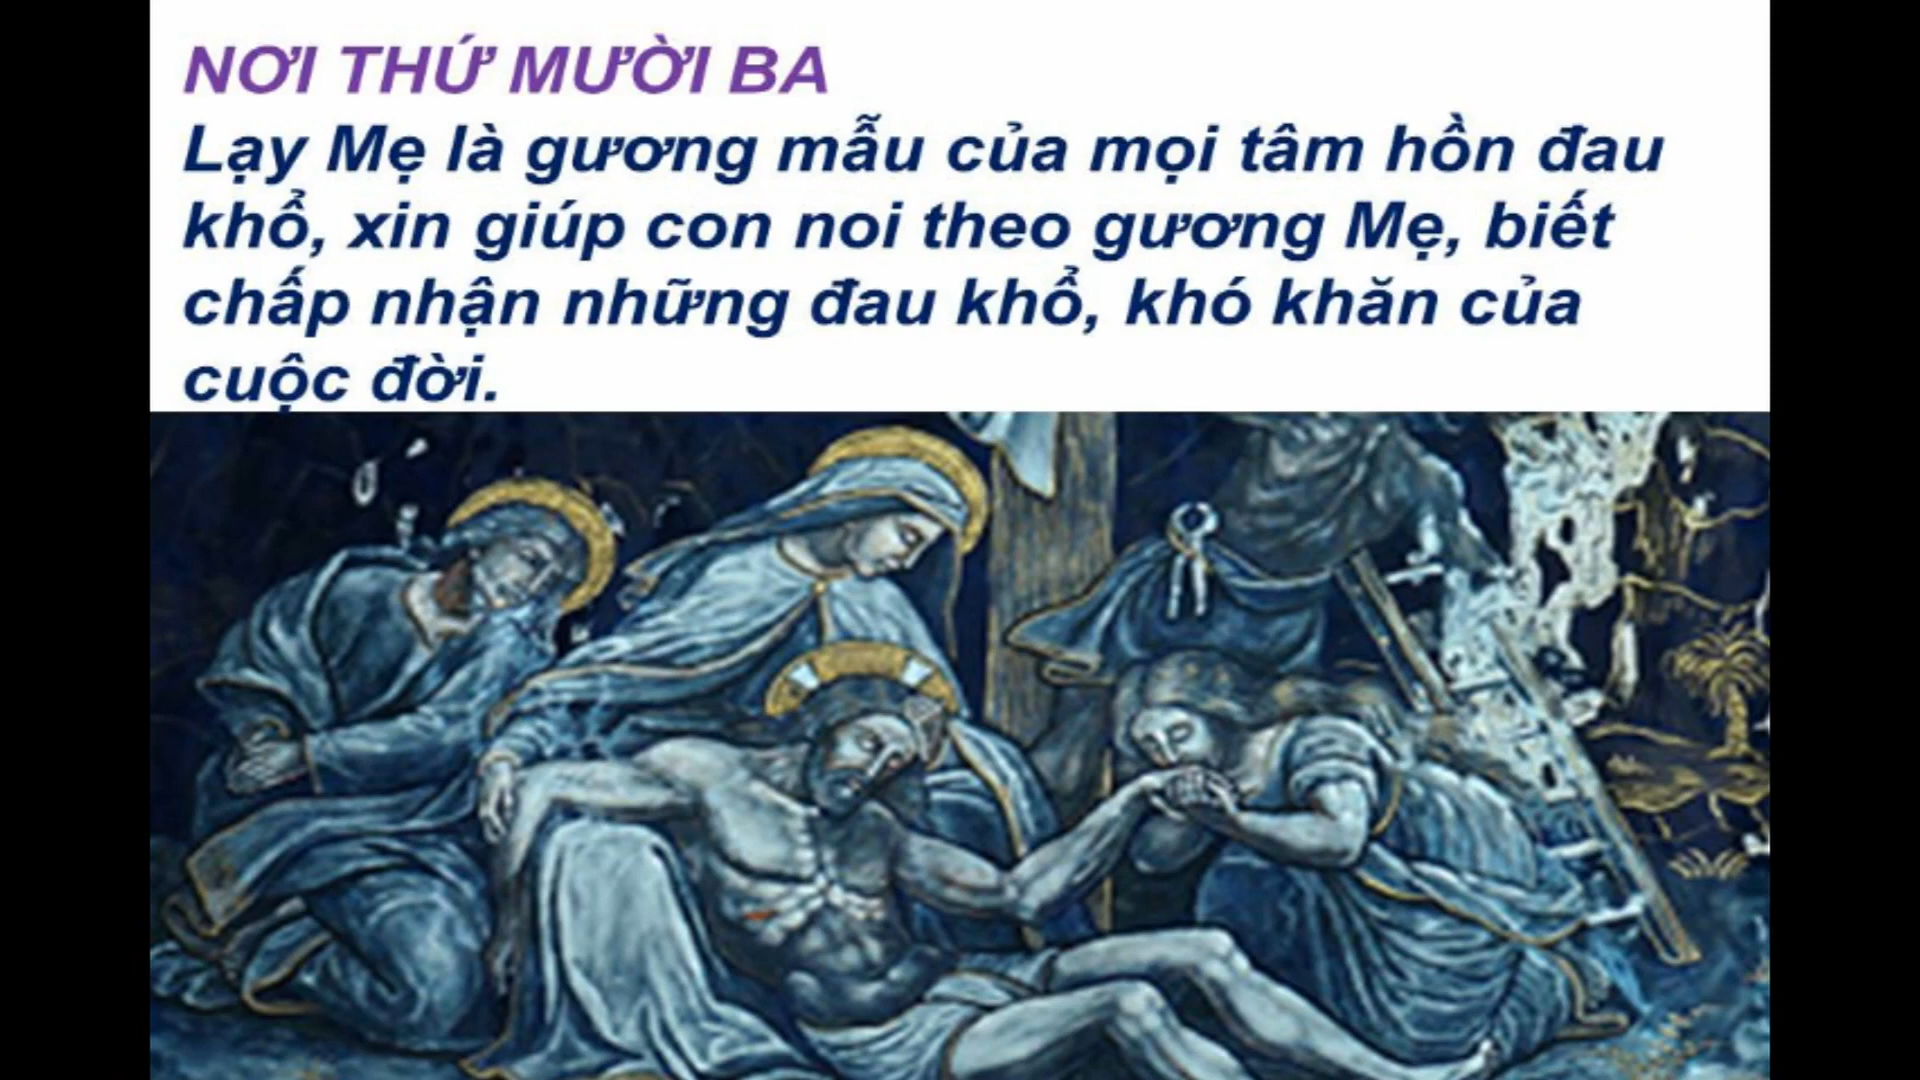 NƠI THỨ MƯỜI BA
Lạy Mẹ là gương mẫu của mọi tâm hồn đau
khổ, xin giúp con noi theo gương Mẹ, biết
chấp nhận những đau khổ, khó khăn của
cuộc đời.